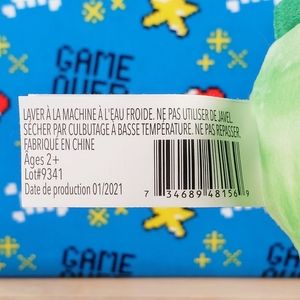 GAME
OVER
LAVER À LA MACHINE À L'EAU FROIDE. NE PAS UTILISER DE JAVEL.
SÉCHER PAR CULBUTAGE À BASSE TEMPÉRATURE. NE PAS REPASSER.
FABRIQUÉ EN CHINE
Ages 2+
Lot#9341
Date de production 01/2021
7 34689 48156 9
GAME